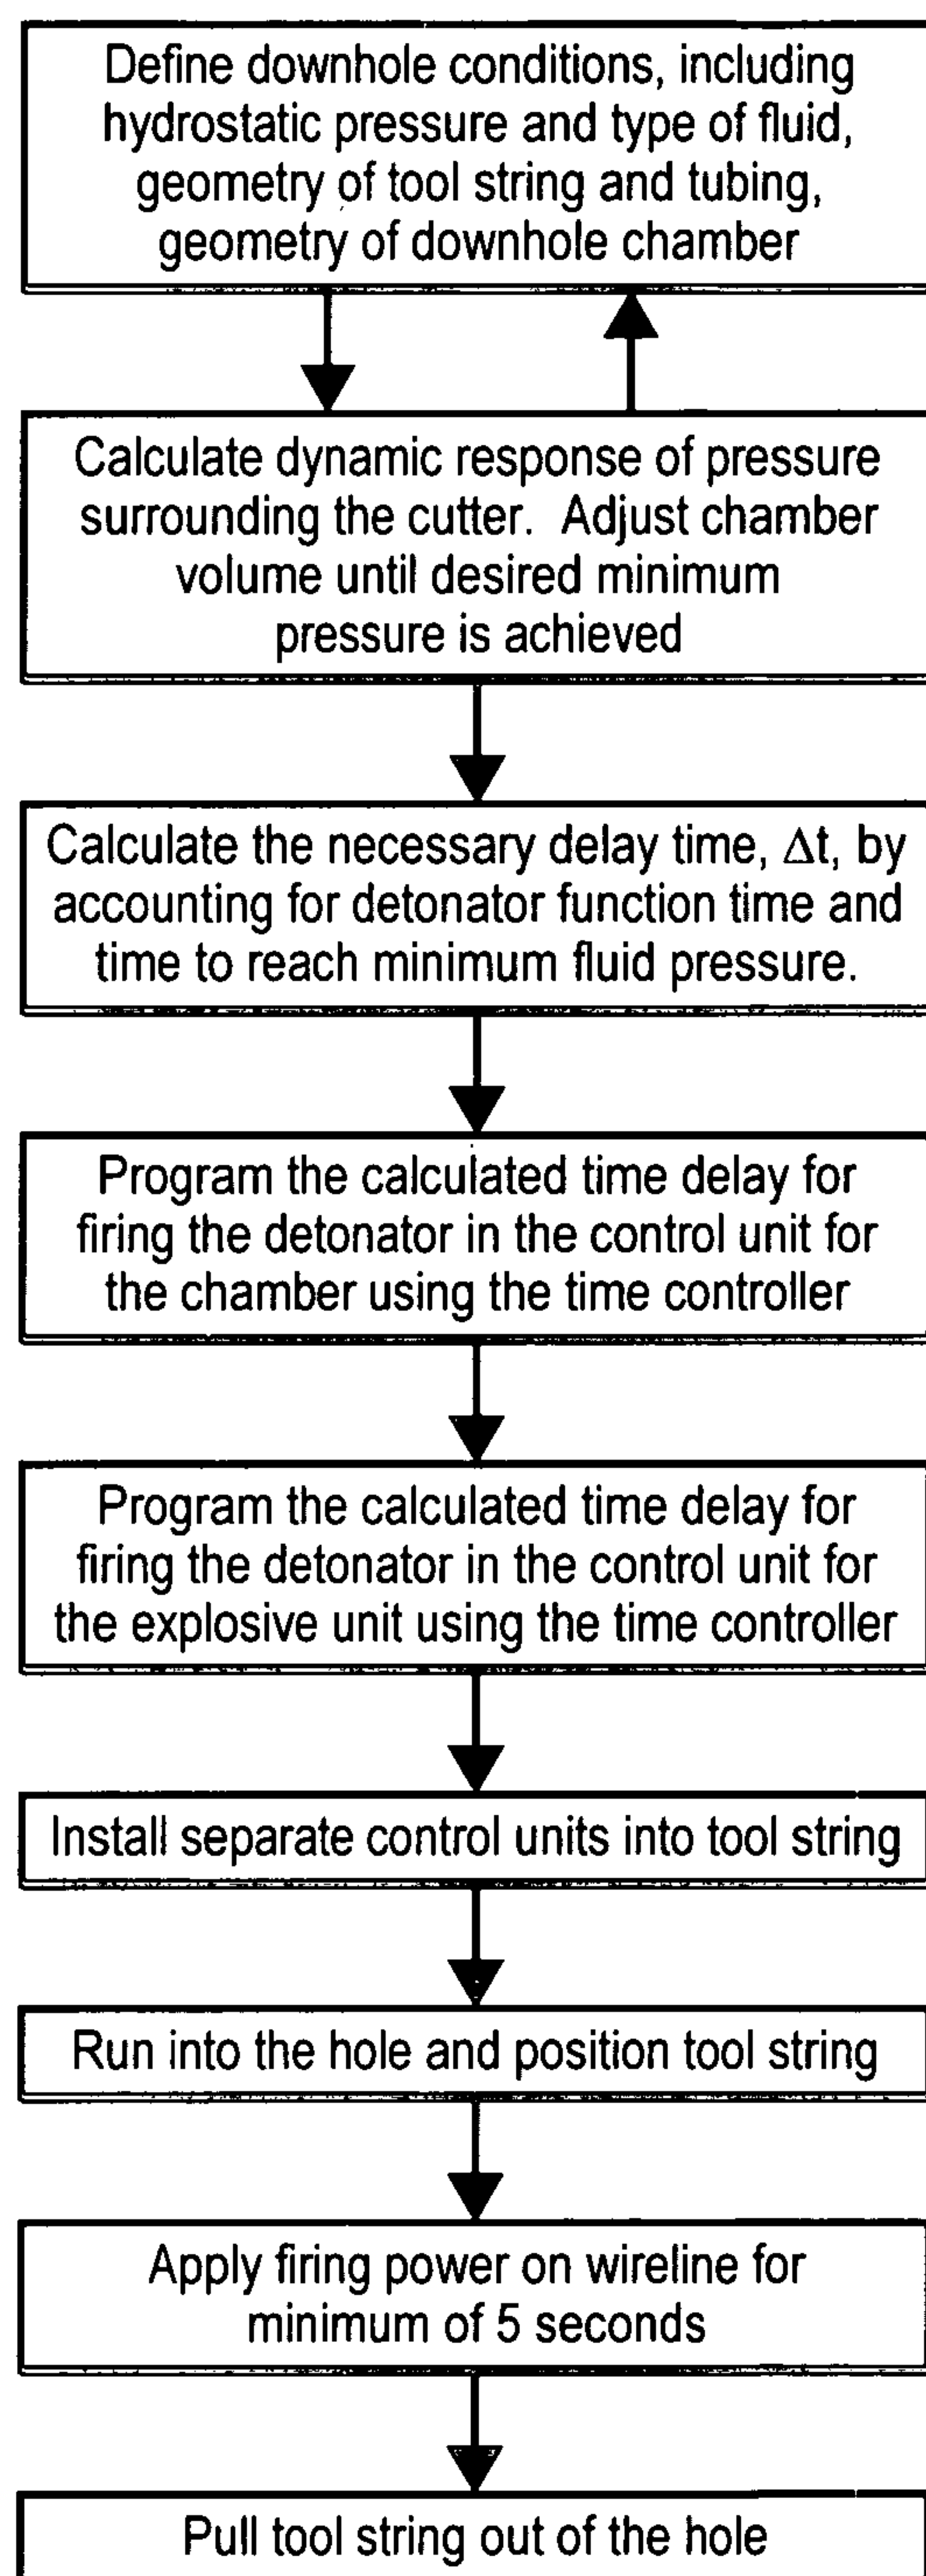 Define downhole conditions, including
hydrostatic pressure and type of fluid,
geometry of tool string and tubing,
geometry of downhole chamber
Calculate dynamic response of pressure
surrounding the cutter. Adjust chamber
volume until desired minimum
pressure is achieved
Calculate the necessary delay time, Δt, by
accounting for detonator function time and
time to reach minimum fluid pressure.
Program the calculated time delay for
firing the detonator in the control unit for
the chamber using the time controller
Program the calculated time delay for
firing the detonator in the control unit for
the explosive unit using the time controller
Install separate control units into tool string
Run into the hole and position tool string
Apply firing power on wireline for
minimum of 5 seconds
Pull tool string out of the hole